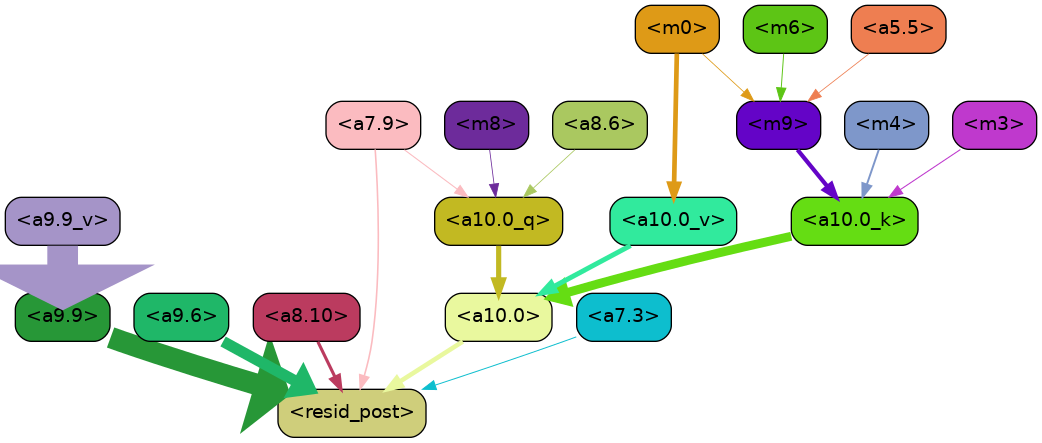 <m0> <m6> <a5.5>
<a7.9> <m8> <a8.6> <m9> <m4> <m3>
<a9.9_v> <a10.0_q> <a10.0_v> <a10.0_k>
<a9.9> <a9.6> <a8.10> <a10.0> <a7.3>
<resid_post>